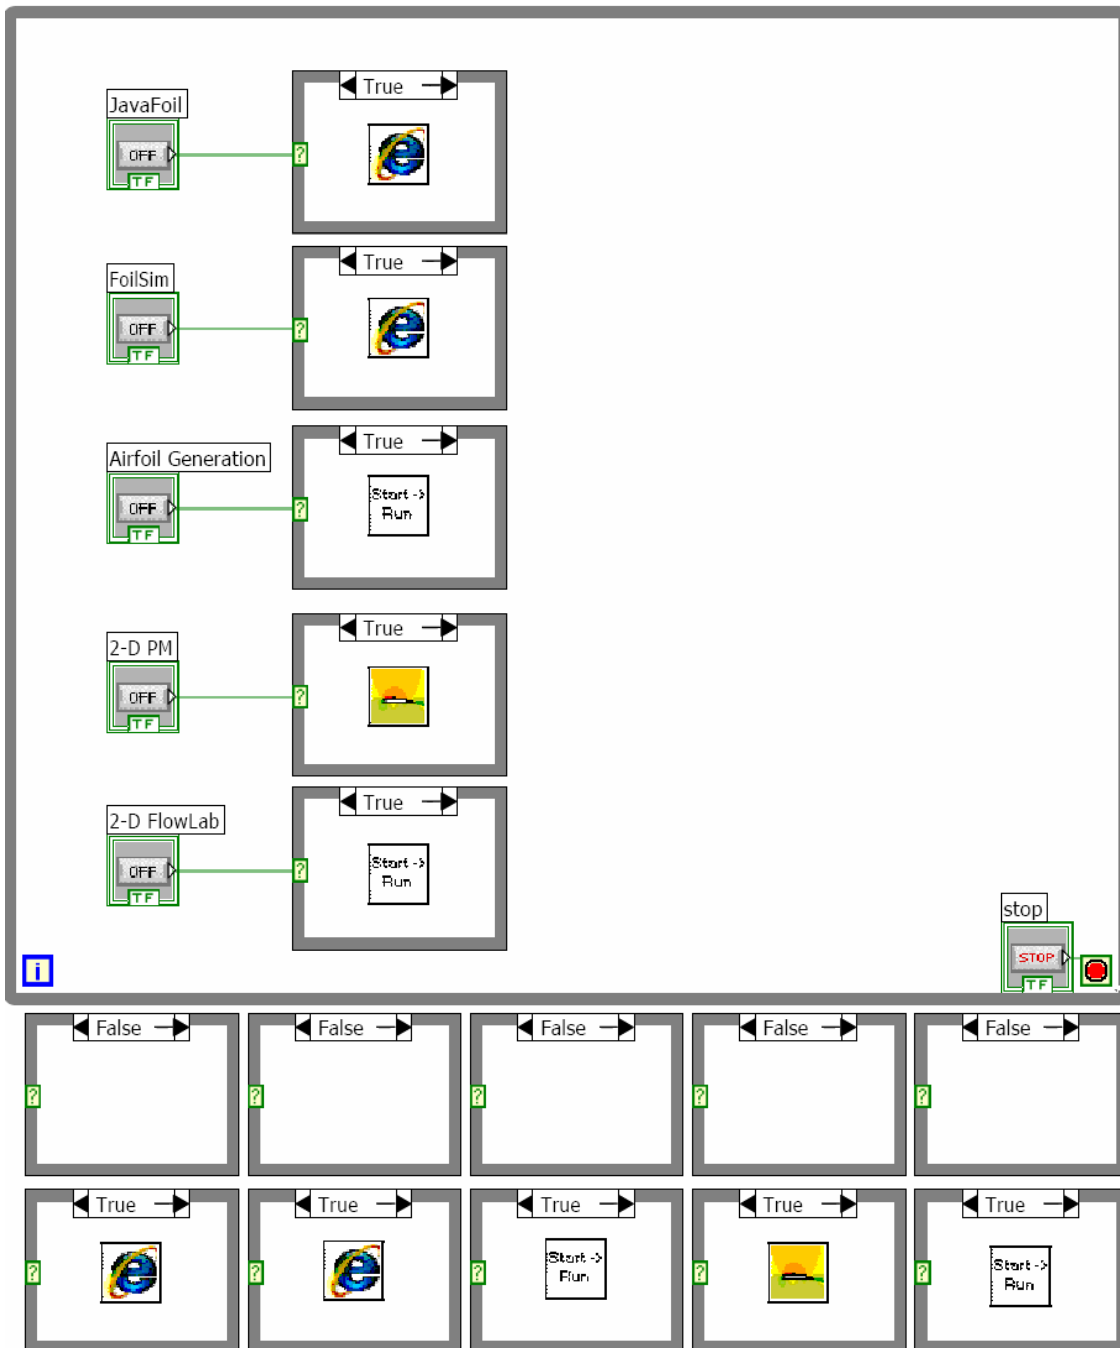 True
JavaFoil
OFF
?
TF
True
FoilSim
OFF
?
TF
True
Airfoil Generation
Start ->
Run
OFF
?
TF
True
2-D PM
OFF
?
TF
True
2-D FlowLab
Start ->
Run
OFF
?
TF
stop
STOP
TF
i
False False False False False
? ? ? ? ?
True True True True True
Start -> Start ->
Run Run
? ? ? ? ?